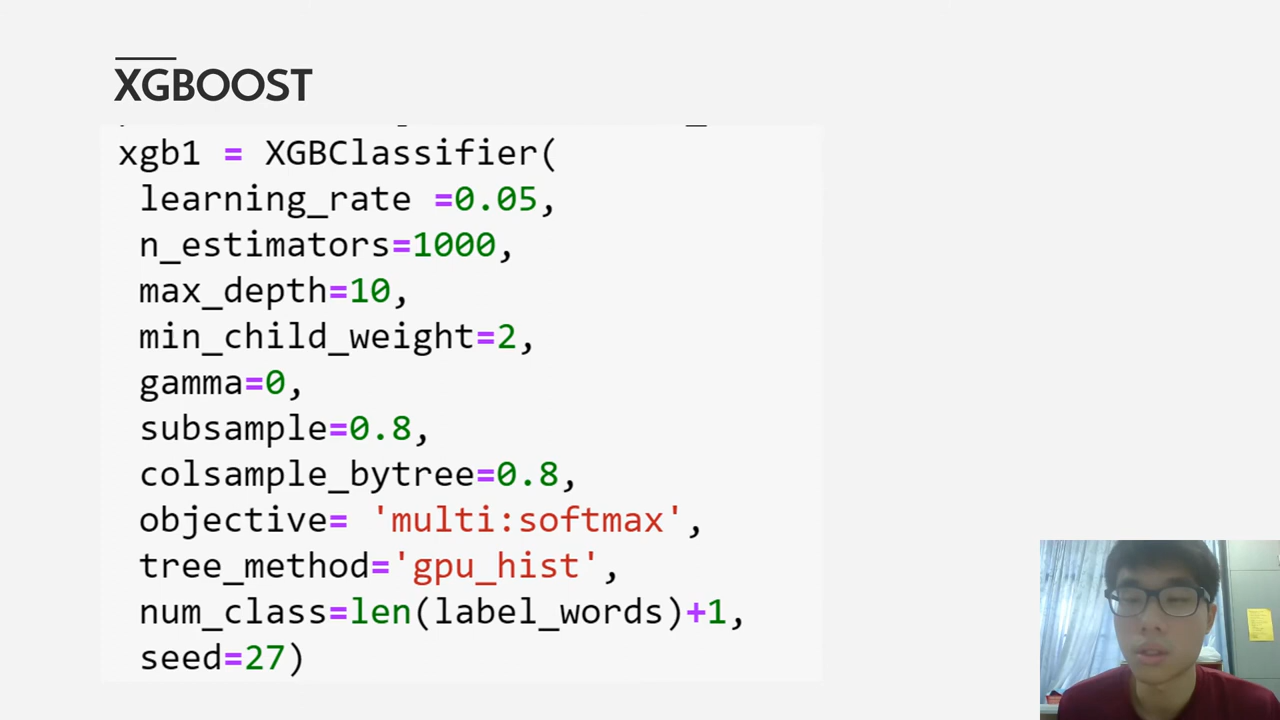 XGBOOST
xgb1 = XGBClassifier(
learning_rate =0.05,
n_estimators=1000,
max_depth=10,
min_child_weight=2,
gamma=0,
subsample=0.8,
colsample_bytree=0.8,
objective= 'multi:softmax',
tree_method='gpu_hist',
num_class=len(label_words)+1,
seed=27)